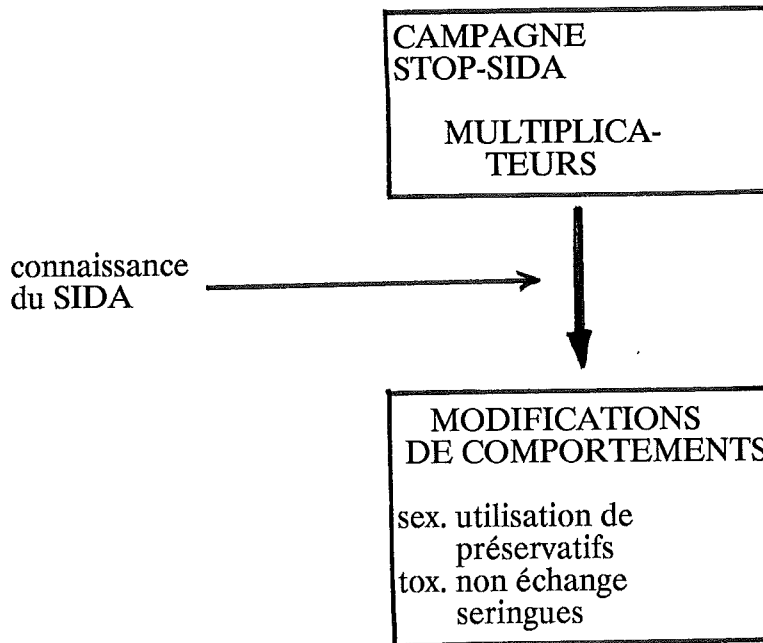 CAMPAGNE
STOP-SIDA
MULTIPLICA-
TEURS
connaissance
du SIDA
MODIFICATIONS
DE COMPORTEMENTS
sex. utilisation de
préservatifs
tox. non échange
seringues